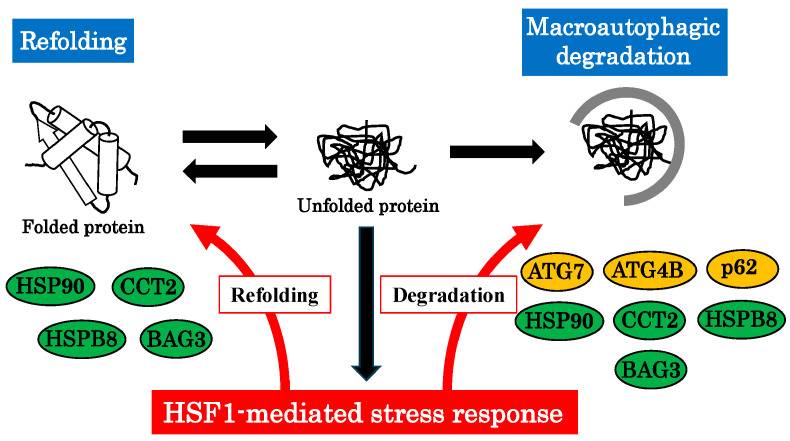 Refolding
Macroautophagic
degradation
Folded protein
Unfolded protein
HSP90
CCT2
HSPB8
BAG3
Refolding
Degradation
ATG7
ATG4B
p62
HSP90
CCT2
HSPB8
BAG3
HSF1-mediated stress response